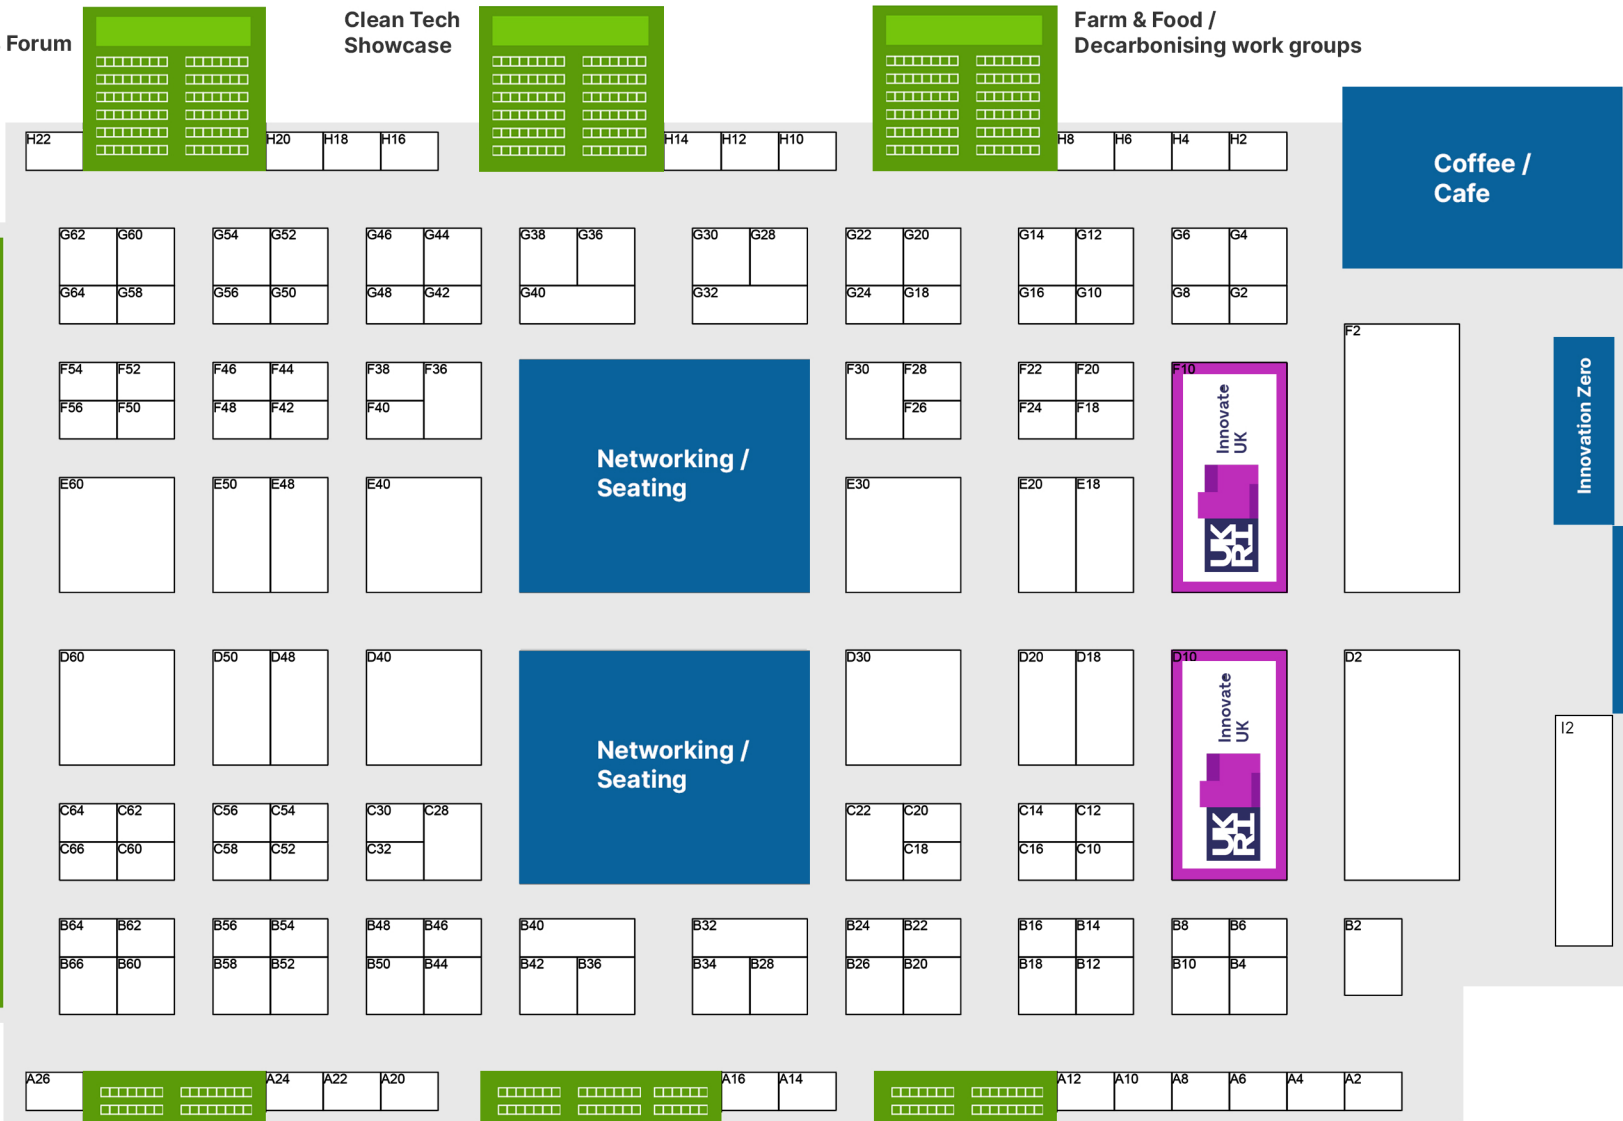 Forum
Clean Tech
Showcase
Farm & Food /
Decarbonising work groups
H22
H20 H18 H16
H14 H12 H10
H8 H6 H4 H2
Coffee /
Cafe
G62 G60 G54 G52 G46 G44 G38 G36 G30 G28 G22 G20 G14 G12 G6 G4
G64 G58 G56 G50 G48 G42 G40 G32 G24 G18 G16 G10 G8 G2
F2
F54 F52 F46 F44 F38 F36 F30 F28 F22 F20 F10
F56 F50 F48 F42 F40 F26 F24 F18
Networking /
Seating
Innovate
UK
UK
RI
Innovation Zero
E60 E50 E48 E40 E30 E20 E18
D60 D50 D48 D40 D30 D20 D18 D10 D2
Networking /
Seating
Innovate
UK
UK
RI
I2
C64 C62 C56 C54 C30 C28 C22 C20 C14 C12
C66 C60 C58 C52 C32 C18 C16 C10
B64 B62 B56 B54 B48 B46 B40 B32 B24 B22 B16 B14 B8 B6 B2
B66 B60 B58 B52 B50 B44 B42 B36 B34 B28 B26 B20 B18 B12 B10 B4
A26 A24 A22 A20 A16 A14 A12 A10 A8 A6 A4 A2